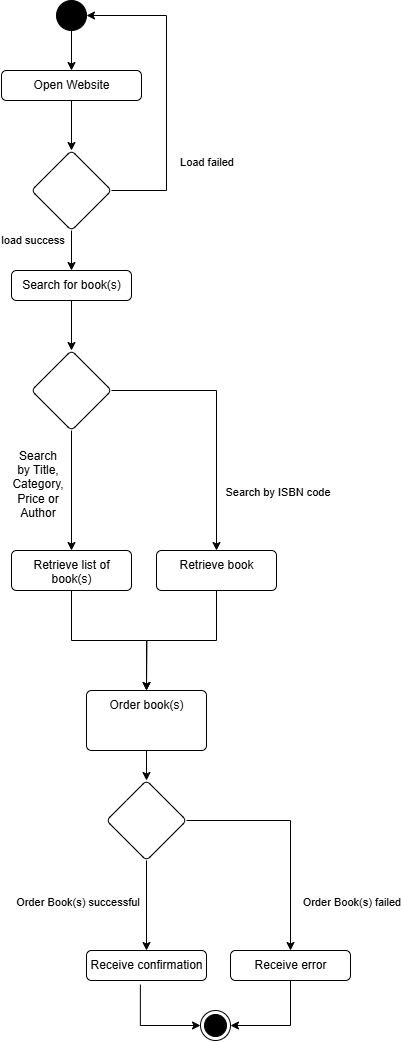 Open Website
Load failed
load success
Search for book(s)
Search
by Title,
Category,
Price or
Author
Search by ISBN code
Retrieve list of
book(s)
Retrieve book
Order book(s)
Order Book(s) successful
Order Book(s) failed
Receive confirmation
Receive error